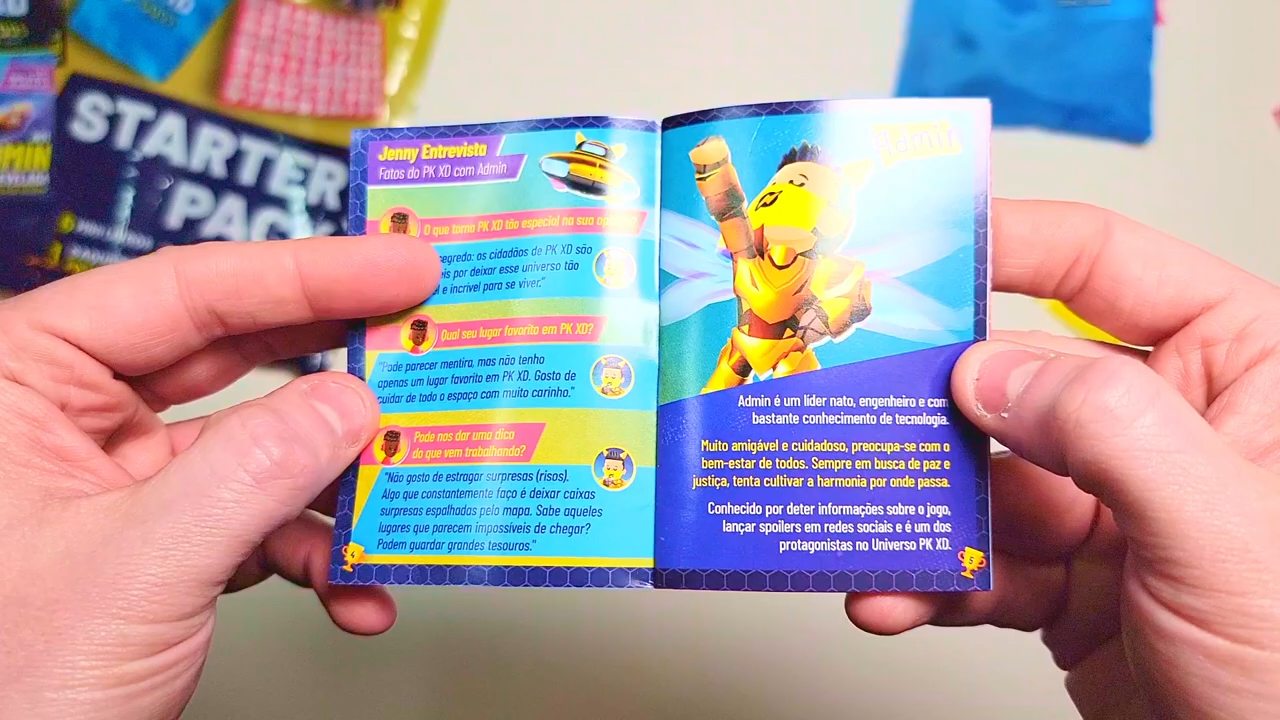 STARTER
PACK
Jenny Entrevista
Fatos do PK XD com Admin
O que torna PK XD tão especial na sua
segredo: os cidadãos de PK XD são
por deixar esse universo tão
e incrível para se viver."
Qual seu lugar favorito em PK XD?
"Pode parecer mentira, mas não tenho
apenas um lugar favorito em PK XD. Gosto de
cuidar de todo o espaço com muito carinho."
Pode nos dar uma dica
do que vem trabalhando?
"Não gosto de estragar surpresas (risos).
Algo que constantemente faço é deixar caixas
surpresas espalhadas pelo mapa. Sabe aqueles
lugares que parecem impossíveis de chegar?
Podem guardar grandes tesouros."
4
Admin
Admin é um líder nato, engenheiro e com
bastante conhecimento de tecnologia.
Muito amigável e cuidadoso, preocupa-se com o
bem-estar de todos. Sempre em busca de paz e
justiça, tenta cultivar a harmonia por onde passa.
Conhecido por deter informações sobre o jogo,
lançar spoilers em redes sociais e é um dos
protagonistas no Universo PK XD.
5